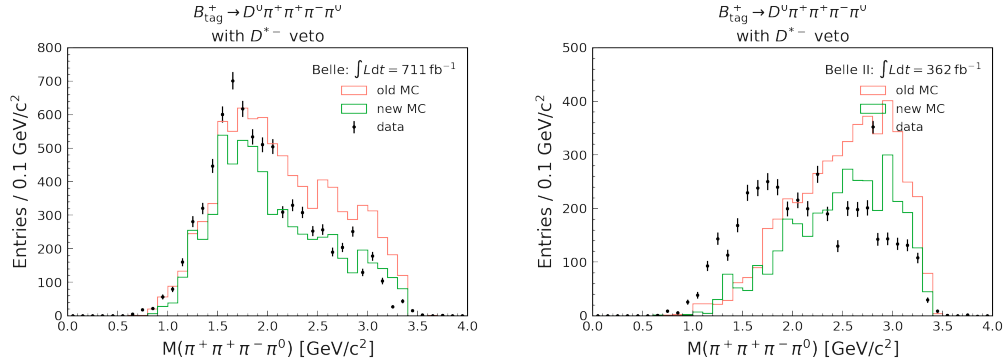 B⁺tag → D⁰π⁺π⁺π⁻π⁰
with D*⁻ veto
Belle: ∫Ldt = 711 fb⁻¹
old MC
new MC
data
Entries / 0.1 GeV/c²
800
700
600
500
400
300
200
100
0
0.0 0.5 1.0 1.5 2.0 2.5 3.0 3.5 4.0
M(π⁺π⁺π⁻π⁰) [GeV/c²]
B⁺tag → D⁰π⁺π⁺π⁻π⁰
with D*⁻ veto
Belle II: ∫Ldt = 362 fb⁻¹
old MC
new MC
data
Entries / 0.1 GeV/c²
500
400
300
200
100
0
0.0 0.5 1.0 1.5 2.0 2.5 3.0 3.5 4.0
M(π⁺π⁺π⁻π⁰) [GeV/c²]